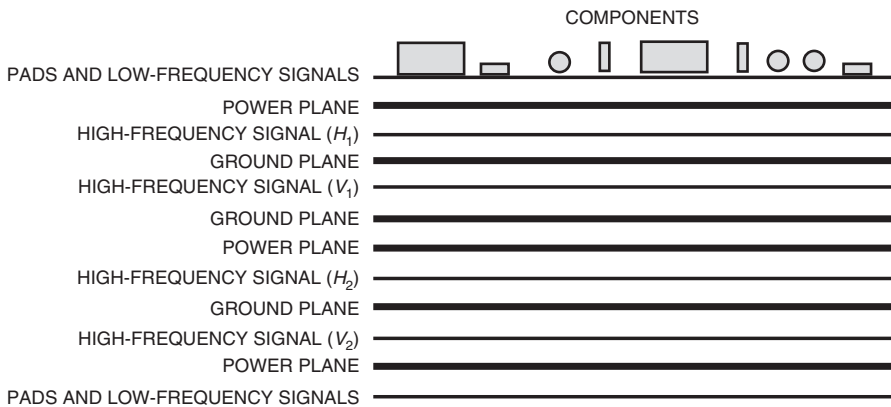 COMPONENTS
PADS AND LOW-FREQUENCY SIGNALS
POWER PLANE
HIGH-FREQUENCY SIGNAL (H₁)
GROUND PLANE
HIGH-FREQUENCY SIGNAL (V₁)
GROUND PLANE
POWER PLANE
HIGH-FREQUENCY SIGNAL (H₂)
GROUND PLANE
HIGH-FREQUENCY SIGNAL (V₂)
POWER PLANE
PADS AND LOW-FREQUENCY SIGNALS